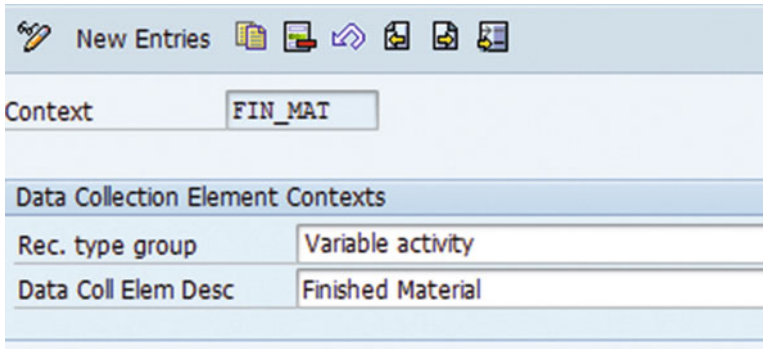 New Entries
Context FIN_MAT
Data Collection Element Contexts
Rec. type group Variable activity
Data Coll Elem Desc Finished Material